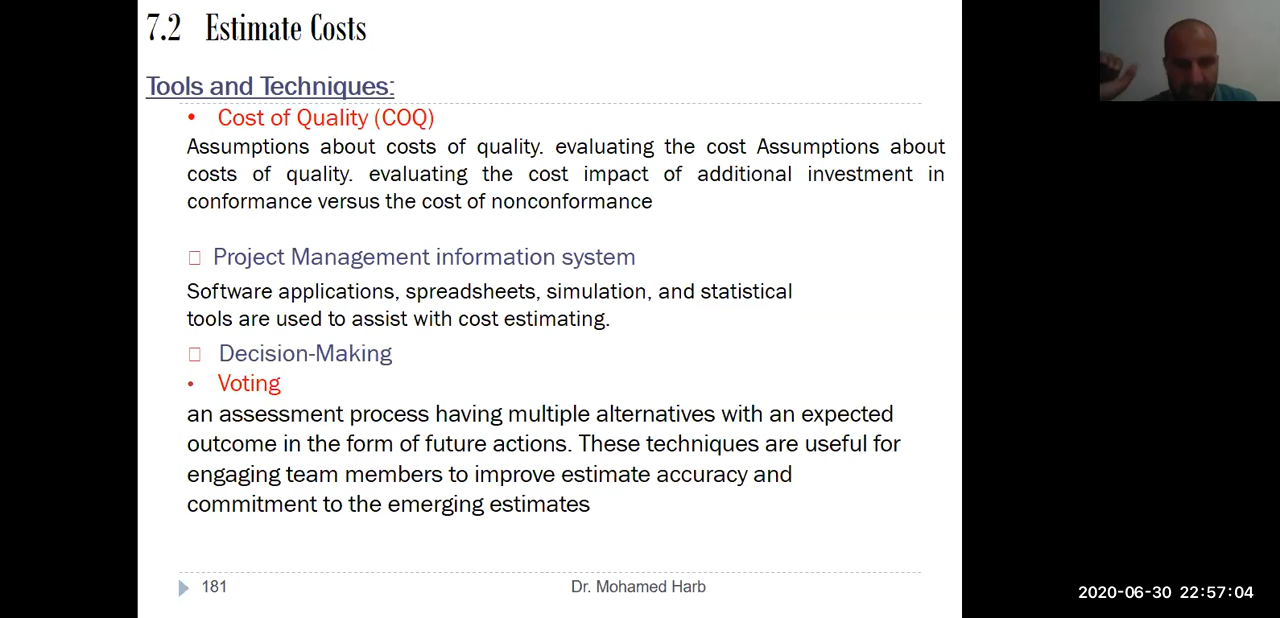 7.2 Estimate Costs
Tools and Techniques:
• Cost of Quality (COQ)
Assumptions about costs of quality. evaluating the cost Assumptions about
costs of quality. evaluating the cost impact of additional investment in
conformance versus the cost of nonconformance
Project Management information system
Software applications, spreadsheets, simulation, and statistical
tools are used to assist with cost estimating.
Decision-Making
• Voting
an assessment process having multiple alternatives with an expected
outcome in the form of future actions. These techniques are useful for
engaging team members to improve estimate accuracy and
commitment to the emerging estimates
181
Dr. Mohamed Harb
2020-06-30 22:57:04